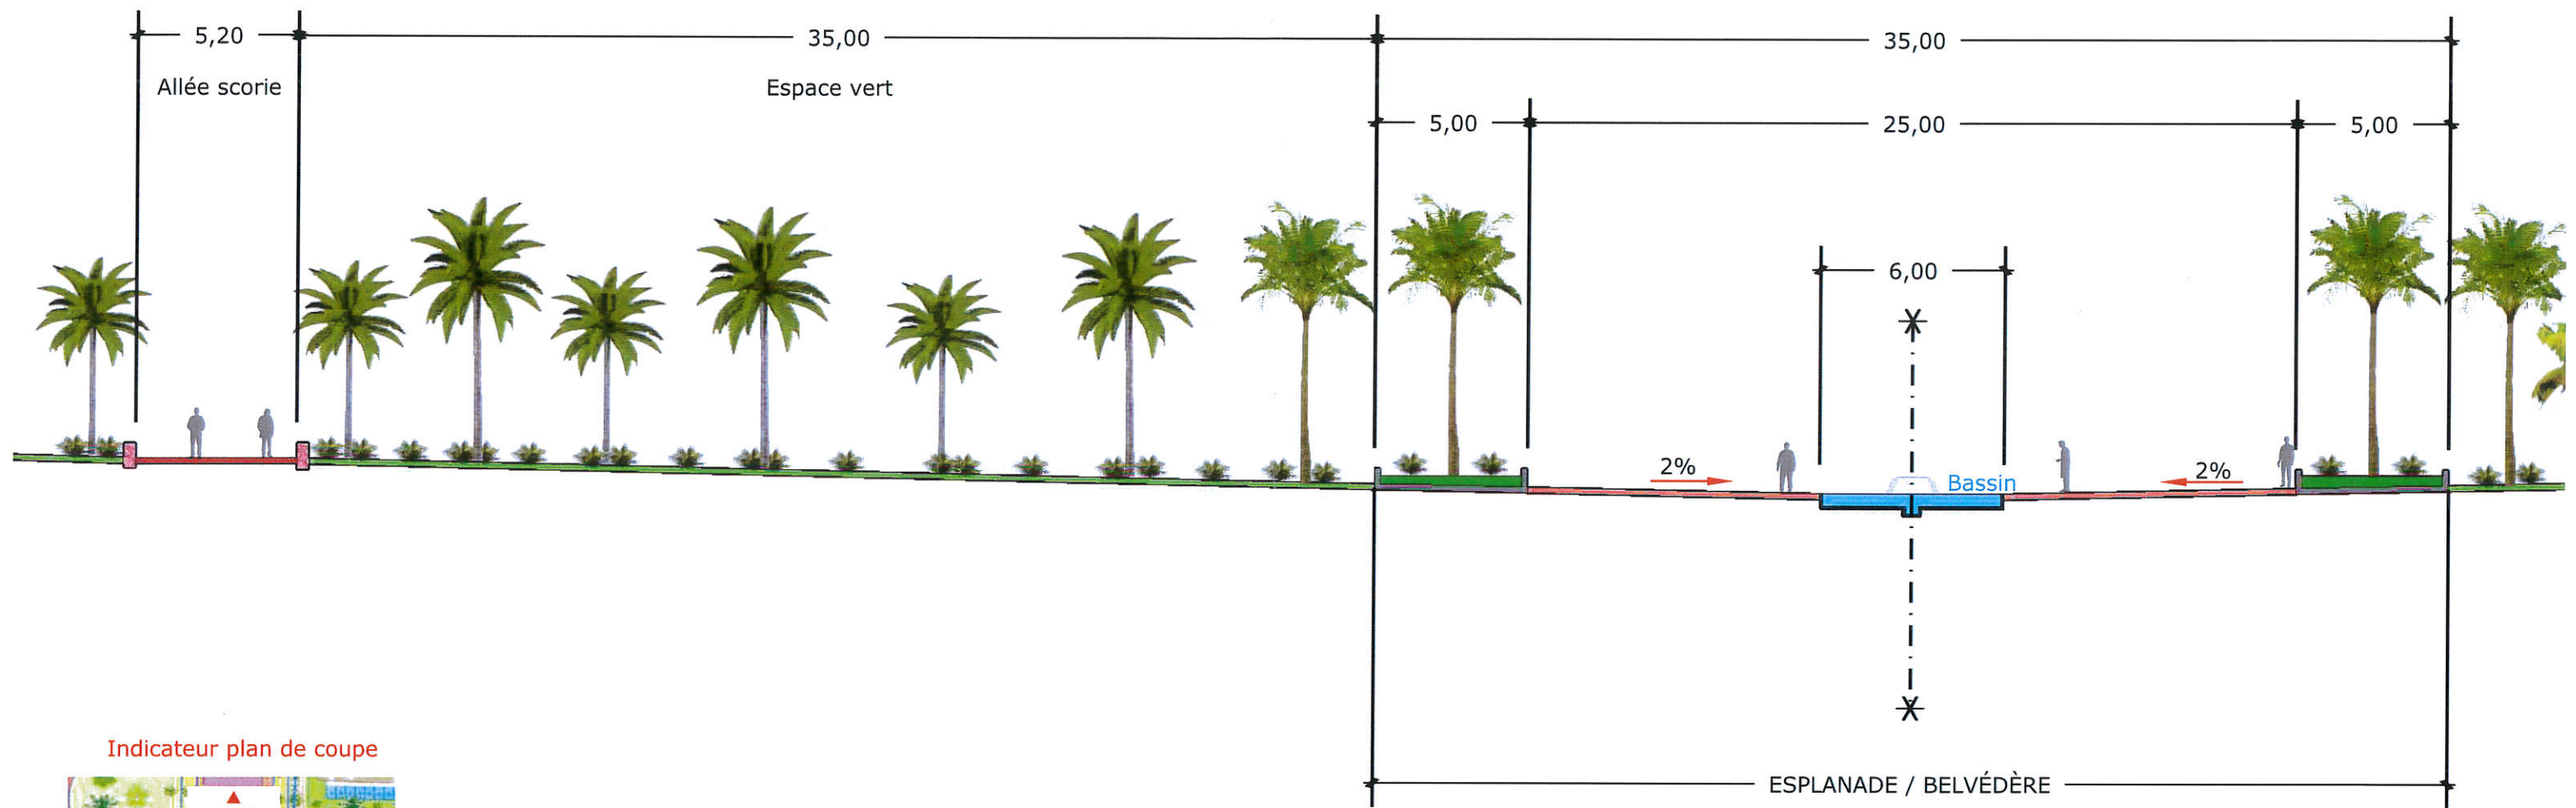 5,20
35,00
35,00
Allée scorie
Espace vert
5,00
25,00
5,00
6,00
2%
Bassin
2%
Indicateur plan de coupe
ESPLANADE / BELVÉDÈRE